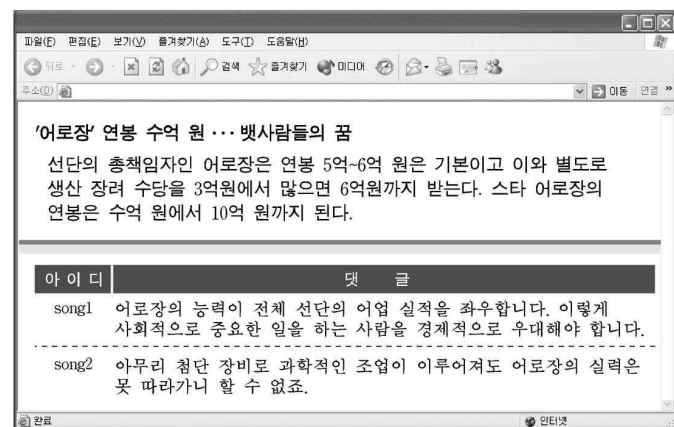 파일(F) 편집(E) 보기(V) 즐겨찾기(A) 도구(T) 도움말(H)
뒤로 검색 즐겨찾기 미디어
주소(D) 이동 연결 »
'어로장' 연봉 수억 원 ··· 뱃사람들의 꿈
선단의 총책임자인 어로장은 연봉 5억~6억 원은 기본이고 이와 별도로
생산 장려 수당을 3억원에서 많으면 6억원까지 받는다. 스타 어로장의
연봉은 수억 원에서 10억 원까지 된다.
아 이 디 댓 글
song1 어로장의 능력이 전체 선단의 어업 실적을 좌우합니다. 이렇게
사회적으로 중요한 일을 하는 사람을 경제적으로 우대해야 합니다.
song2 아무리 첨단 장비로 과학적인 조업이 이루어져도 어로장의 실력은
못 따라가니 할 수 없죠.
완료 인터넷